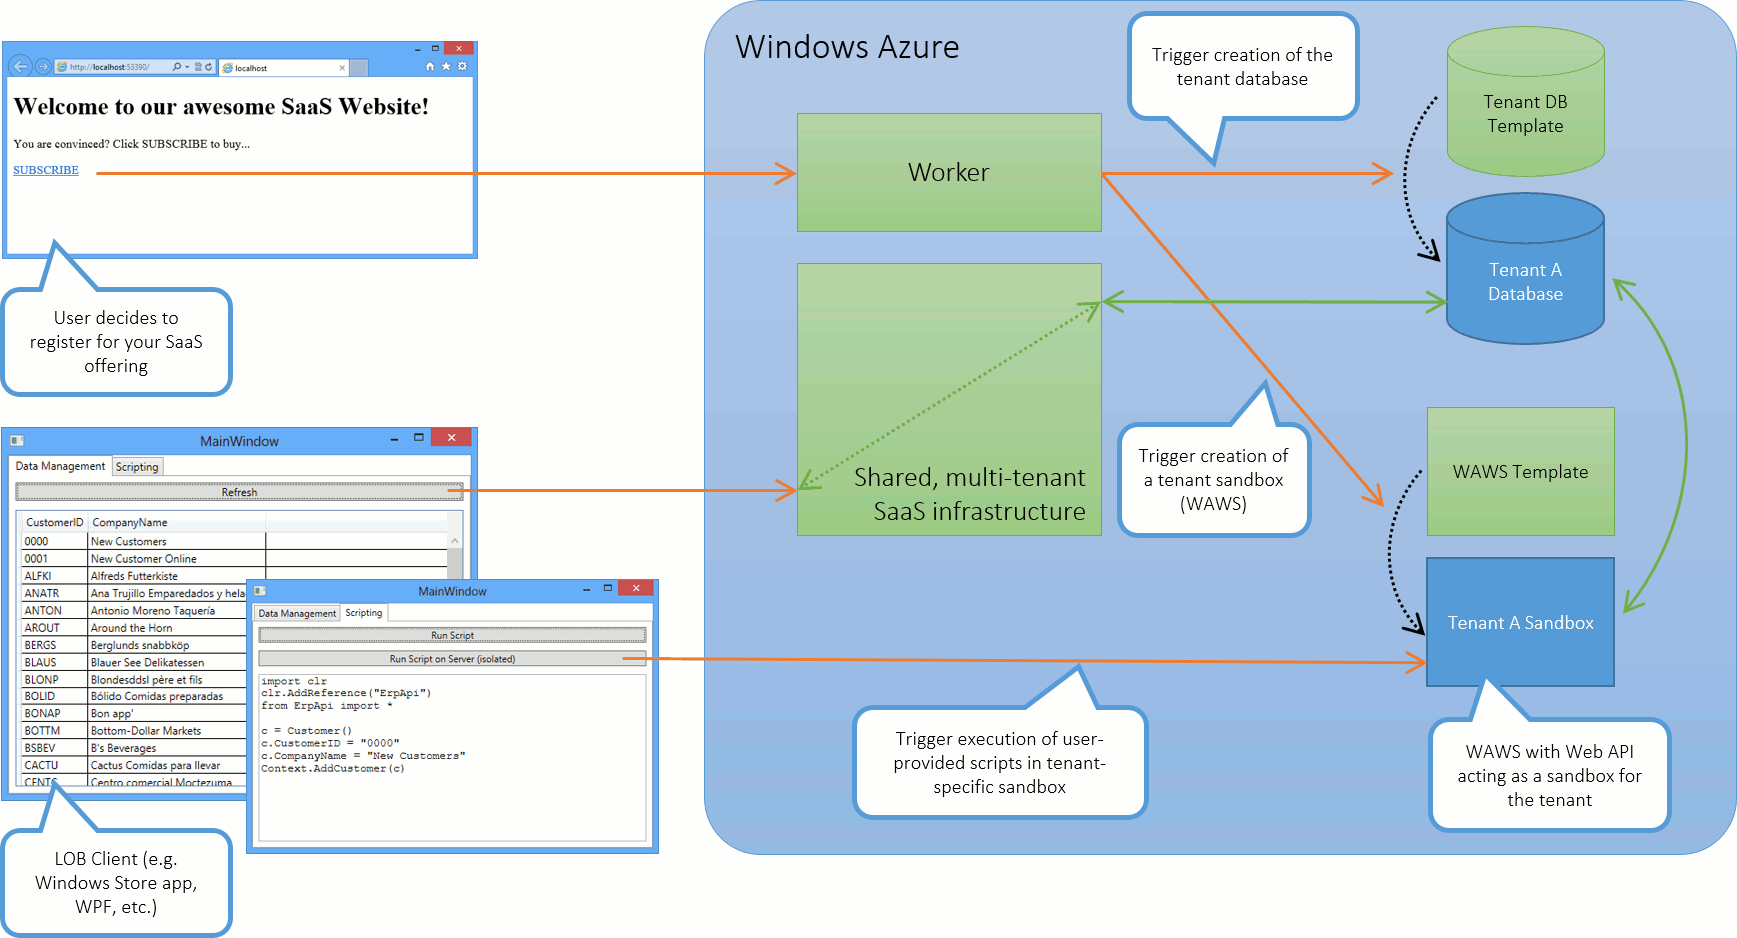 http://localhost:53390/
localhost
Welcome to our awesome SaaS Website!
You are convinced? Click SUBSCRIBE to buy...
SUBSCRIBE
User decides to
register for your SaaS
offering
Windows Azure
Trigger creation of the
tenant database
Tenant DB
Template
Worker
Tenant A
Database
Shared, multi-tenant
SaaS infrastructure
Trigger creation of
a tenant sandbox
(WAWS)
WAWS Template
Tenant A Sandbox
MainWindow
Data Management
Scripting
Refresh
CustomerID CompanyName
0000 New Customers
0001 New Customer Online
ALFKI Alfreds Futterkiste
ANATR Ana Trujillo Emparedados y hela
ANTON Antonio Moreno Taquería
AROUT Around the Horn
BERGS Berglunds snabbköp
BLAUS Blauer See Delikatessen
BLONP Blondesddsl père et fils
BOLID Bólido Comidas preparadas
BONAP Bon app'
BOTTM Bottom-Dollar Markets
BSBEV B's Beverages
CACTU Cactus Comidas para llevar
CENTC Centro comercial Moctezuma
MainWindow
Data Management
Scripting
Run Script
Run Script on Server (isolated)
import clr
clr.AddReference("ErpApi")
from ErpApi import *
c = Customer()
c.CustomerID = "0000"
c.CompanyName = "New Customers"
Context.AddCustomer(c)
Trigger execution of user-
provided scripts in tenant-
specific sandbox
WAWS with Web API
acting as a sandbox for
the tenant
LOB Client (e.g.
Windows Store app,
WPF, etc.)